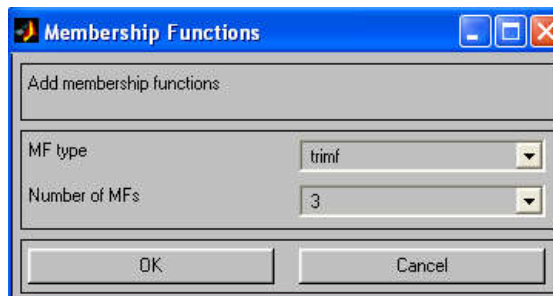 Membership Functions
Add membership functions
MF type trimf
Number of MFs 3
OK Cancel